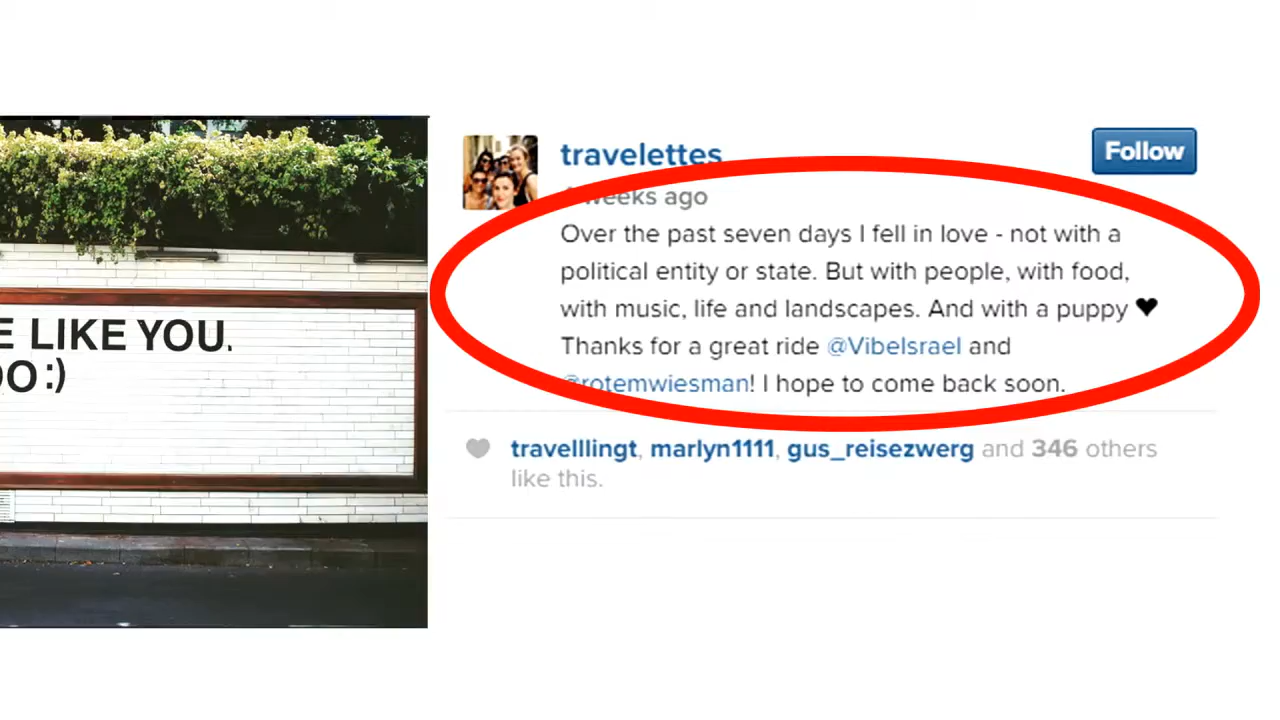 E LIKE YOU.
OO :)
travelettes
Follow
weeks ago
Over the past seven days I fell in love - not with a
political entity or state. But with people, with food,
with music, life and landscapes. And with a puppy ♥
Thanks for a great ride @VibeIsrael and
@rotemwiesman! I hope to come back soon.
travelllingt, marlyn1111, gus_reisezwerg and 346 others
like this.